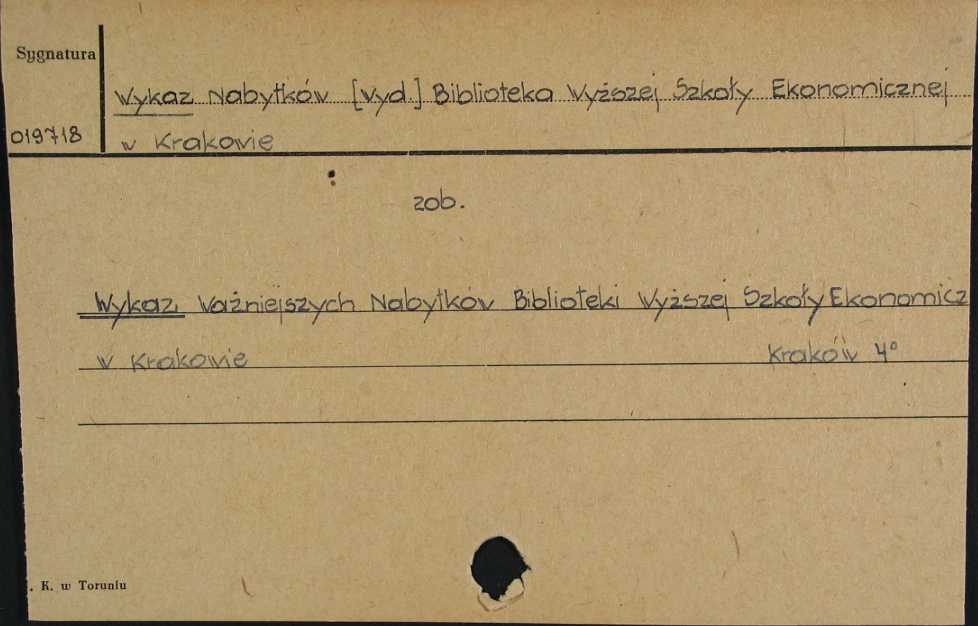 Sygnatura
Wykaz Nabytków [Wyd.] Biblioteka Wyższej Szkoły Ekonomicznej
019718
w Krakowie
zob.
Wykaz Ważniejszych Nabytków Biblioteki Wyższej Szkoły Ekonomicz
w Krakowie Kraków 4°
. K. w Toruniu